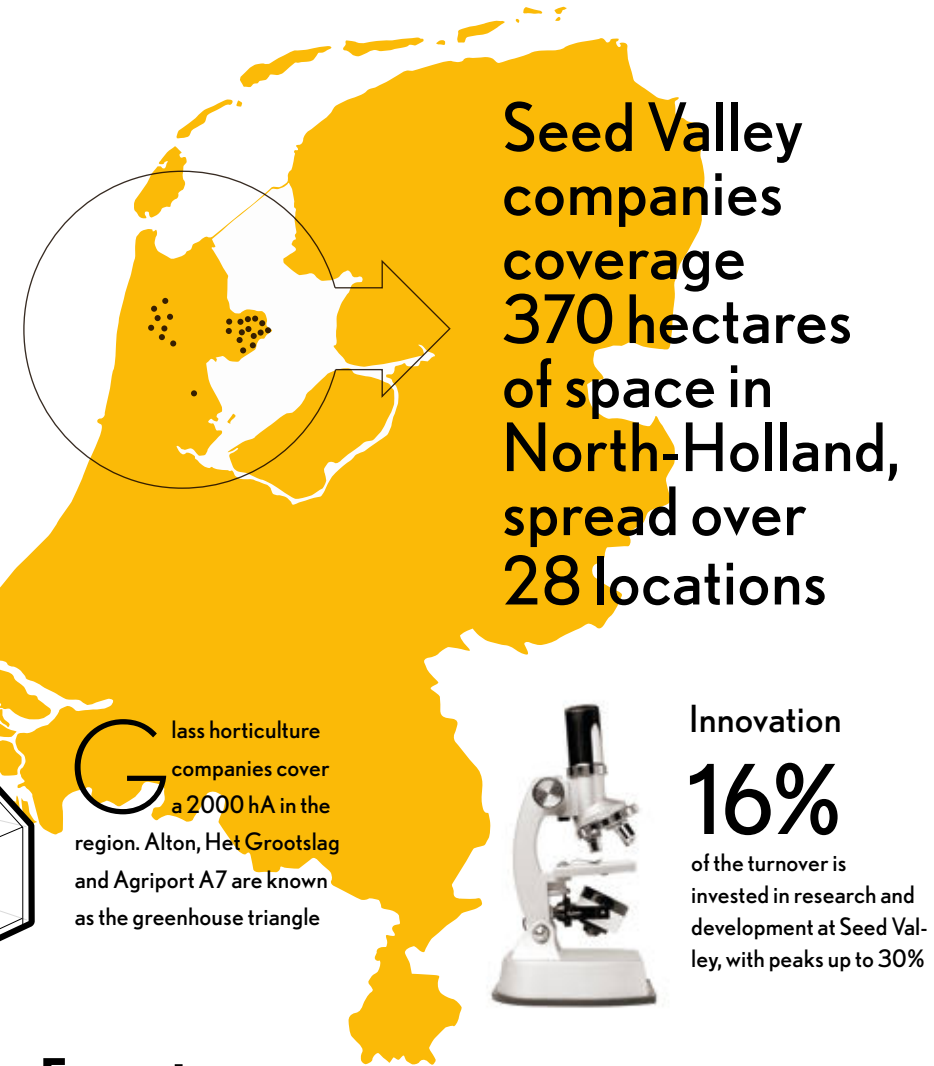 Seed Valley
companies
coverage
370 hectares
of space in
North-Holland,
spread over
28 locations
Glass horticulture
companies cover
a 2000 hA in the
region. Alton, Het Grootslag
and Agriport A7 are known
as the greenhouse triangle
Innovation
16%
of the turnover is
invested in research and
development at Seed Val-
ley, with peaks up to 30%